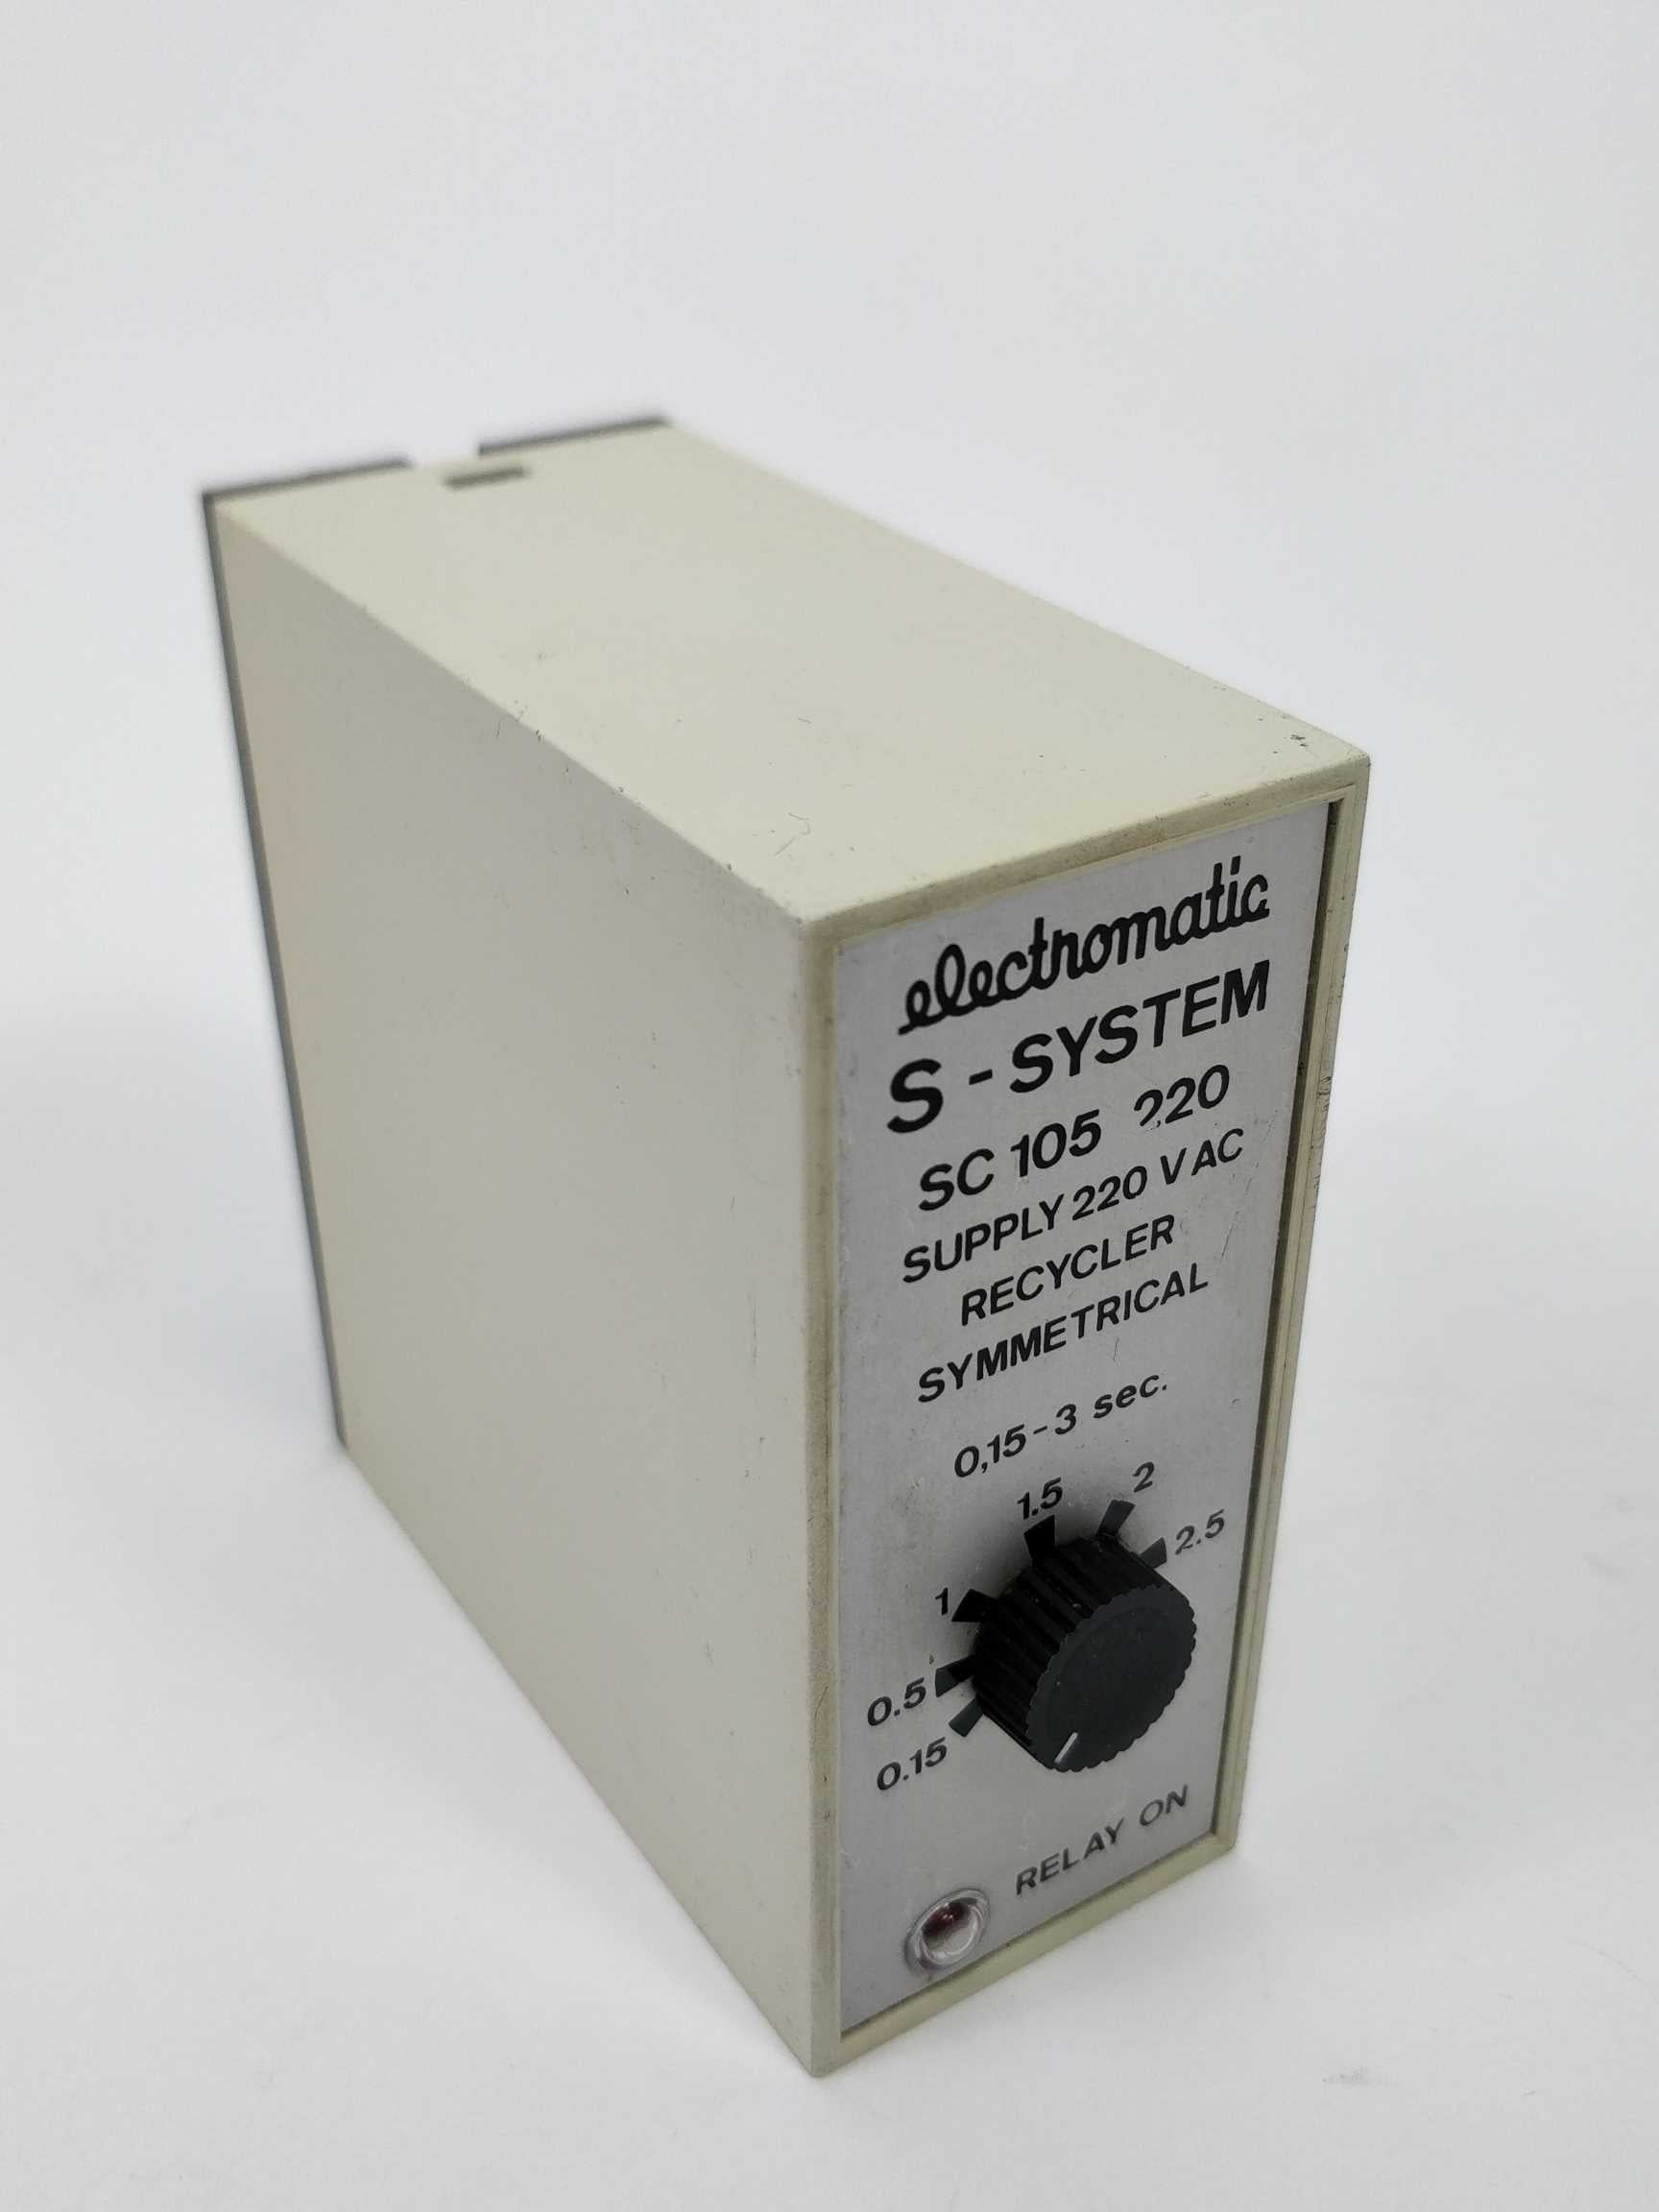 electromatic
S-SYSTEM
SC 105 220
SUPPLY 220 V AC
RECYCLER
SYMMETRICAL
0,15-3 sec.
1.5 2
2.5
1
0.5
0.15
RELAY ON